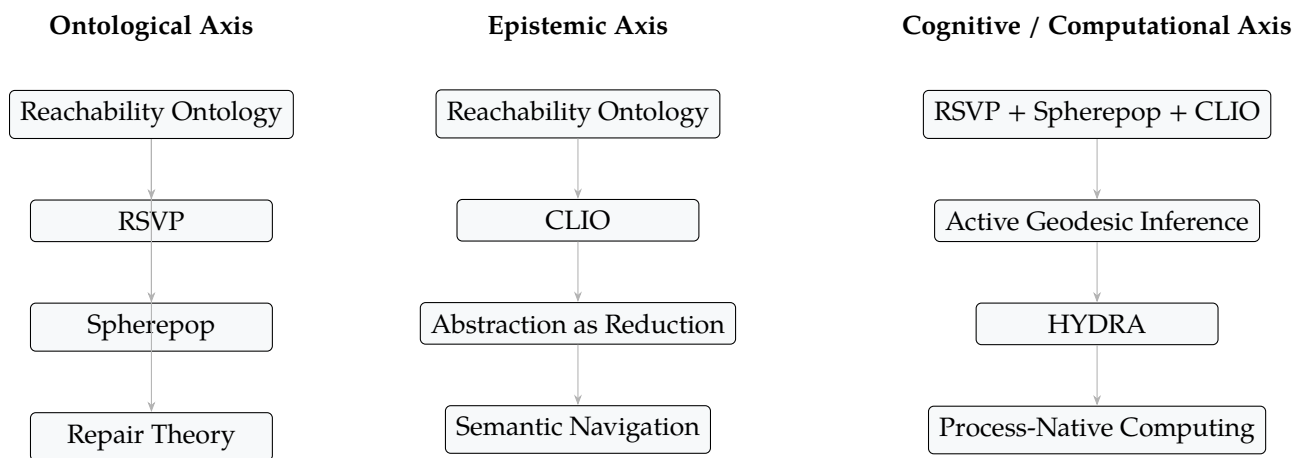 Ontological Axis
Reachability Ontology
RSVP
Spherepop
Repair Theory
Epistemic Axis
Reachability Ontology
CLIO
Abstraction as Reduction
Semantic Navigation
Cognitive / Computational Axis
RSVP + Spherepop + CLIO
Active Geodesic Inference
HYDRA
Process-Native Computing